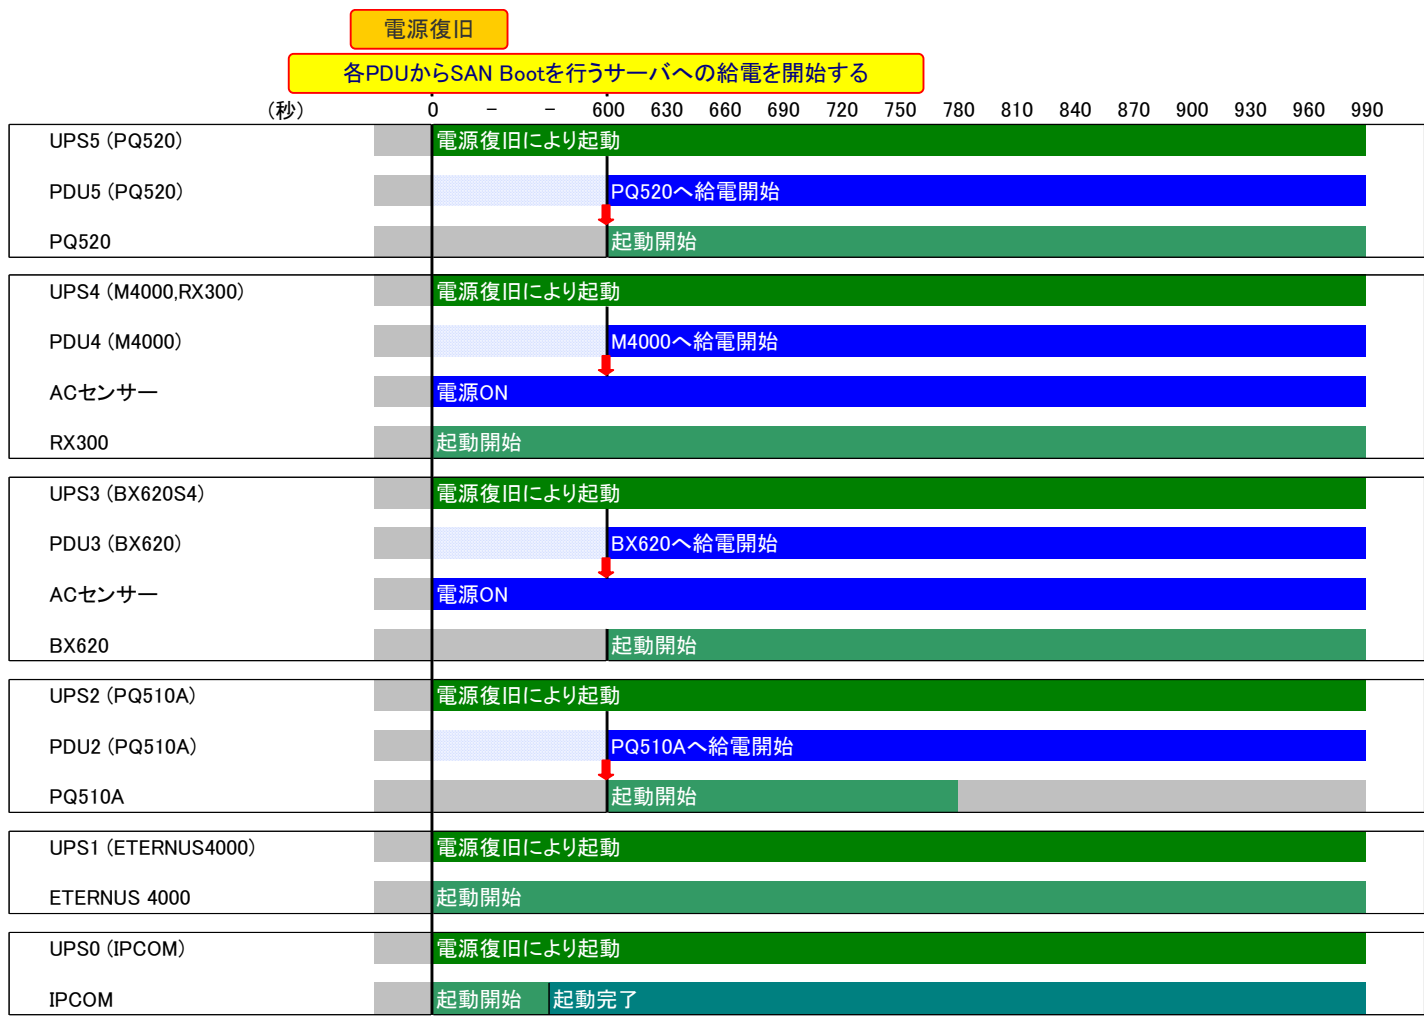 電源復旧
各PDUからSAN Bootを行うサーバへの給電を開始する
(秒) 0 – – 600 630 660 690 720 750 780 810 840 870 900 930 960 990
UPS5 (PQ520) 電源復旧により起動
PDU5 (PQ520) PQ520へ給電開始
PQ520 起動開始
UPS4 (M4000,RX300) 電源復旧により起動
PDU4 (M4000) M4000へ給電開始
ACセンサー 電源ON
RX300 起動開始
UPS3 (BX620S4) 電源復旧により起動
PDU3 (BX620) BX620へ給電開始
ACセンサー 電源ON
BX620 起動開始
UPS2 (PQ510A) 電源復旧により起動
PDU2 (PQ510A) PQ510Aへ給電開始
PQ510A 起動開始
UPS1 (ETERNUS4000) 電源復旧により起動
ETERNUS 4000 起動開始
UPS0 (IPCOM) 電源復旧により起動
IPCOM 起動開始 起動完了